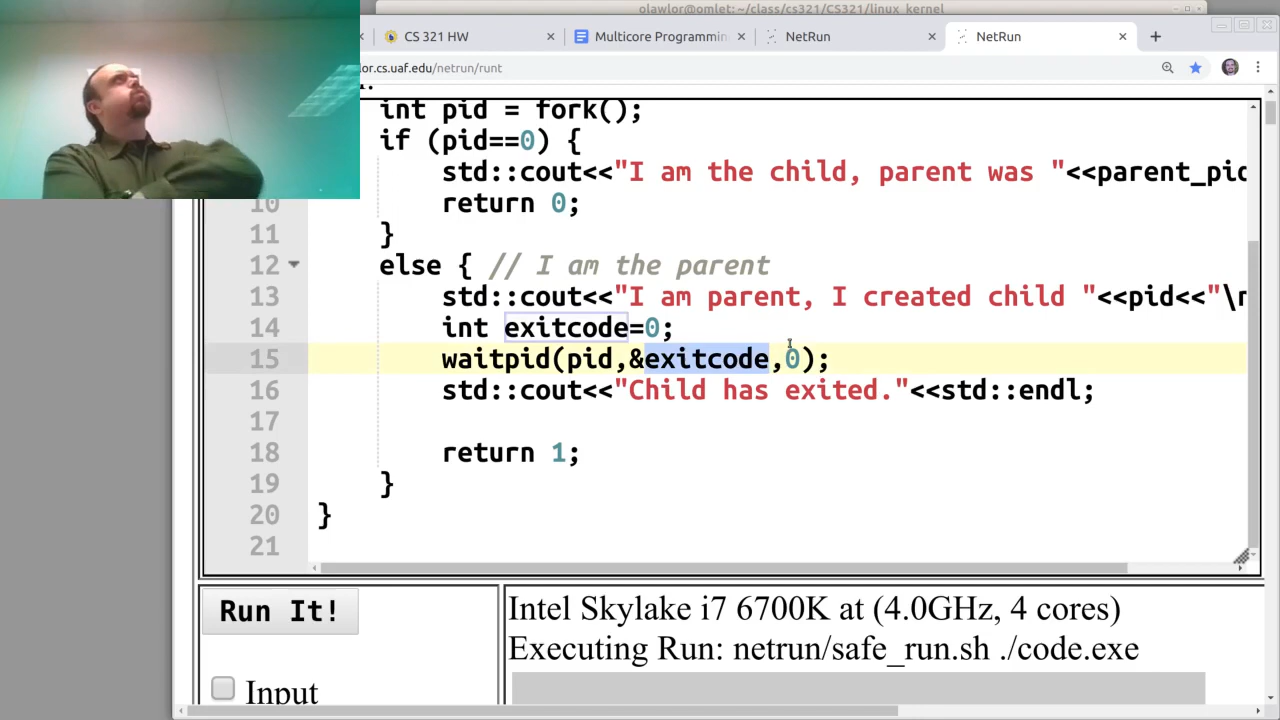 olawlor@omlet: ~/class/cs321/CS321/linux_kernel
CS 321 HW
Multicore Programmin
NetRun
NetRun
lor.cs.uaf.edu/netrun/runt
int pid = fork();
if (pid==0) {
std::cout<<"I am the child, parent was "<<parent_pid
10 return 0;
11 }
12 else { // I am the parent
13 std::cout<<"I am parent, I created child "<<pid<<"\n
14 int exitcode=0;
15 waitpid(pid,&exitcode,0);
16 std::cout<<"Child has exited."<<std::endl;
17
18 return 1;
19 }
20 }
21
Run It!
Input
Intel Skylake i7 6700K at (4.0GHz, 4 cores)
Executing Run: netrun/safe_run.sh ./code.exe